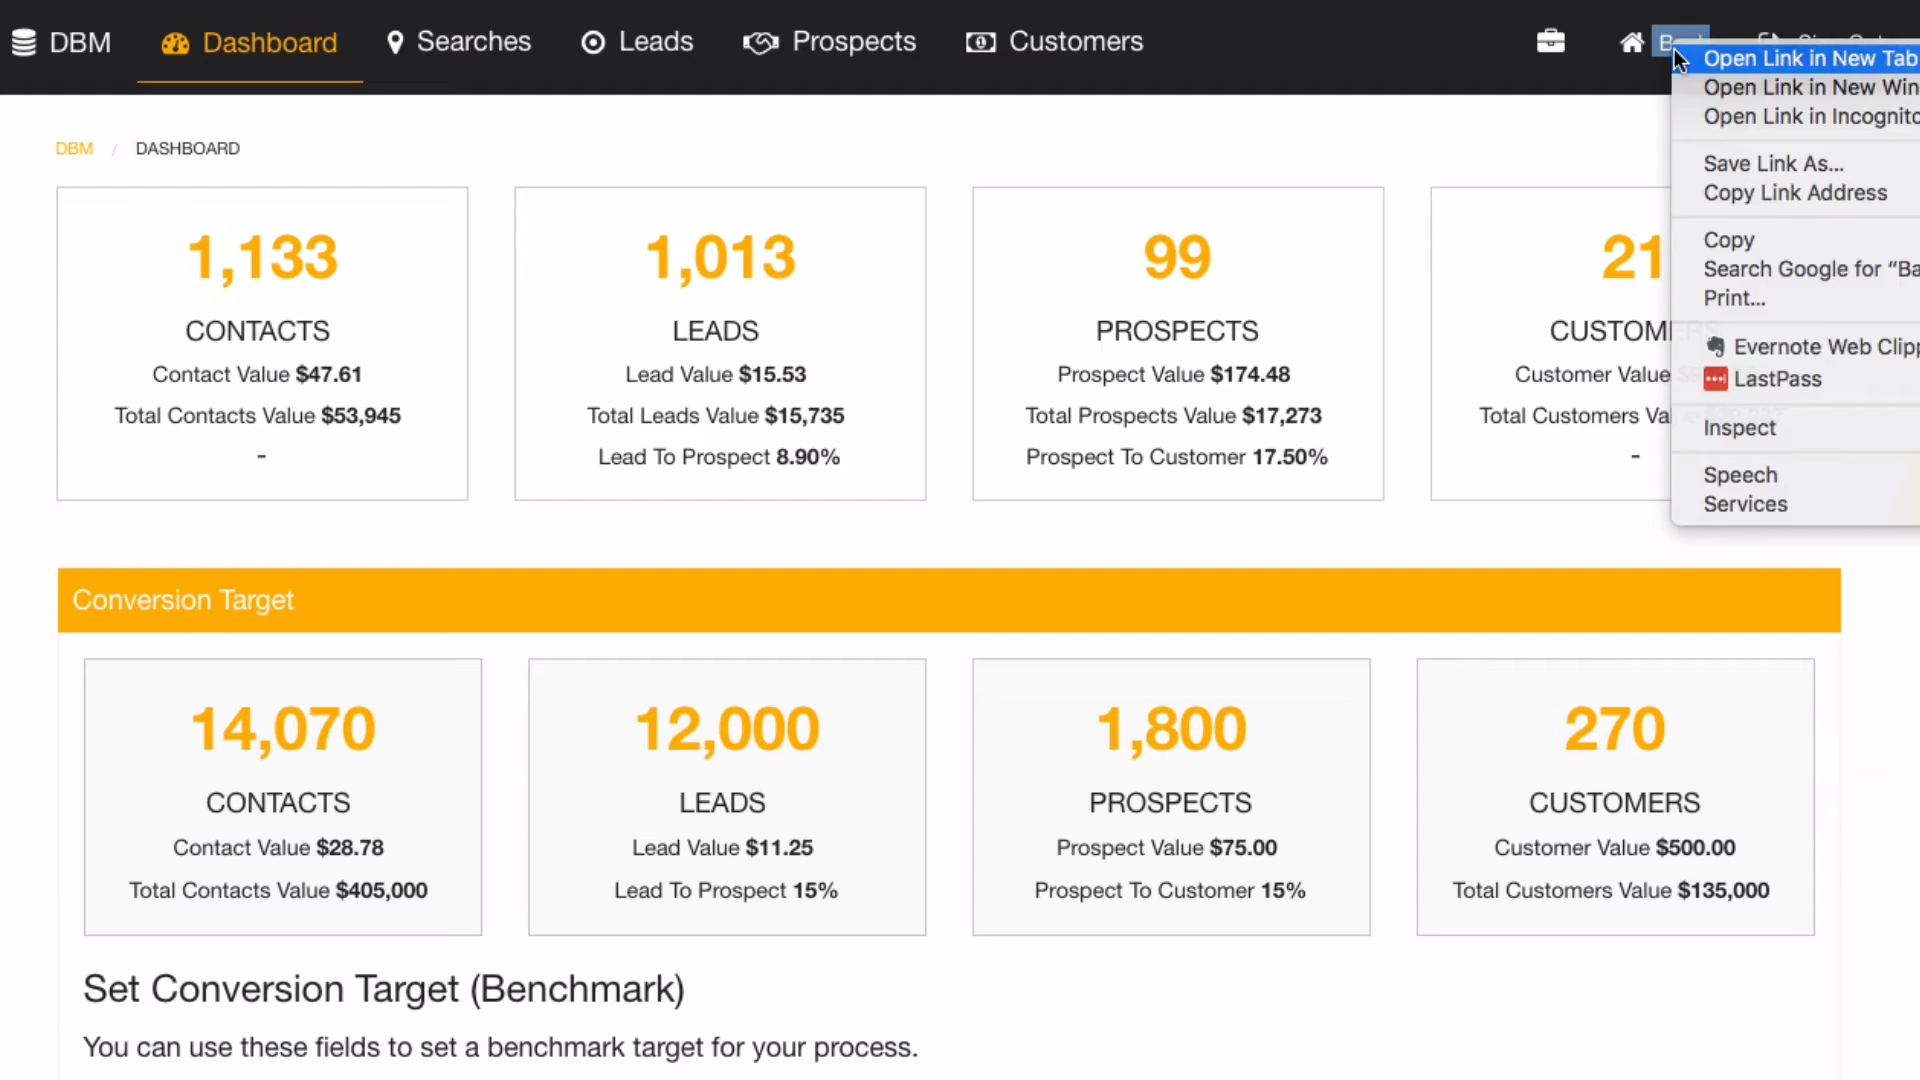 DBM Dashboard Searches Leads Prospects Customers
Open Link in New Tab
Open Link in New Win
Open Link in Incognito
Save Link As...
Copy Link Address
Copy
Search Google for “Ba
Print...
Evernote Web Clipp
LastPass
Inspect
Speech
Services
DBM / DASHBOARD
1,133
CONTACTS
Contact Value $47.61
Total Contacts Value $53,945
-
1,013
LEADS
Lead Value $15.53
Total Leads Value $15,735
Lead To Prospect 8.90%
99
PROSPECTS
Prospect Value $174.48
Total Prospects Value $17,273
Prospect To Customer 17.50%
21
CUSTOMERS
Customer Value
Total Customers Val
-
Conversion Target
14,070
CONTACTS
Contact Value $28.78
Total Contacts Value $405,000
12,000
LEADS
Lead Value $11.25
Lead To Prospect 15%
1,800
PROSPECTS
Prospect Value $75.00
Prospect To Customer 15%
270
CUSTOMERS
Customer Value $500.00
Total Customers Value $135,000
Set Conversion Target (Benchmark)
You can use these fields to set a benchmark target for your process.